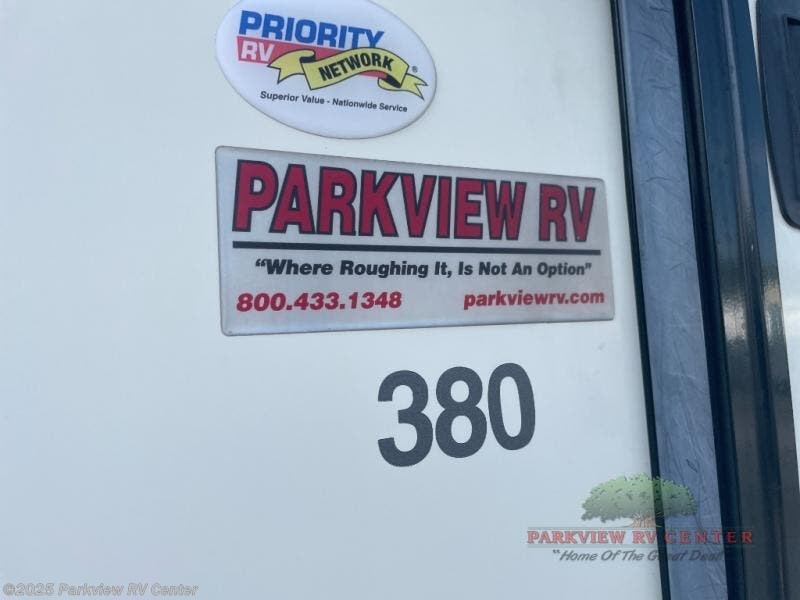 PRIORITY
RV NETWORK®
Superior Value - Nationwide Service
PARKVIEW RV
“Where Roughing It, Is Not An Option”
800.433.1348 parkviewrv.com
380
PARKVIEW RV CENTER
"Home Of The Great Deal"
©2025 Parkview RV Center